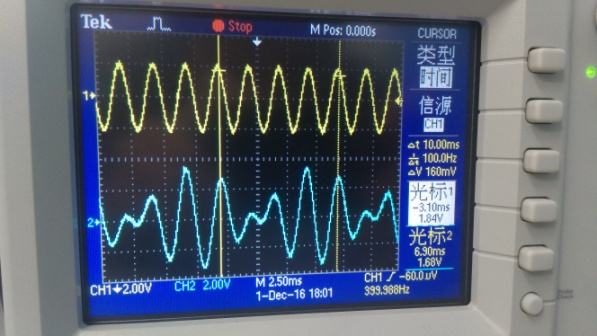 Tek Stop M Pos: 0.000s CURSOR
类型
时间
信源
CH1
Δt 10.00ms
100.0Hz
ΔV 160mV
光标1
-3.10ms
1.84V
光标2
6.90ms
1.68V
1
2
CH1 2.00V CH2 2.00V M 2.50ms CH1 -60.0uV
1-Dec-16 18:01 399.988Hz